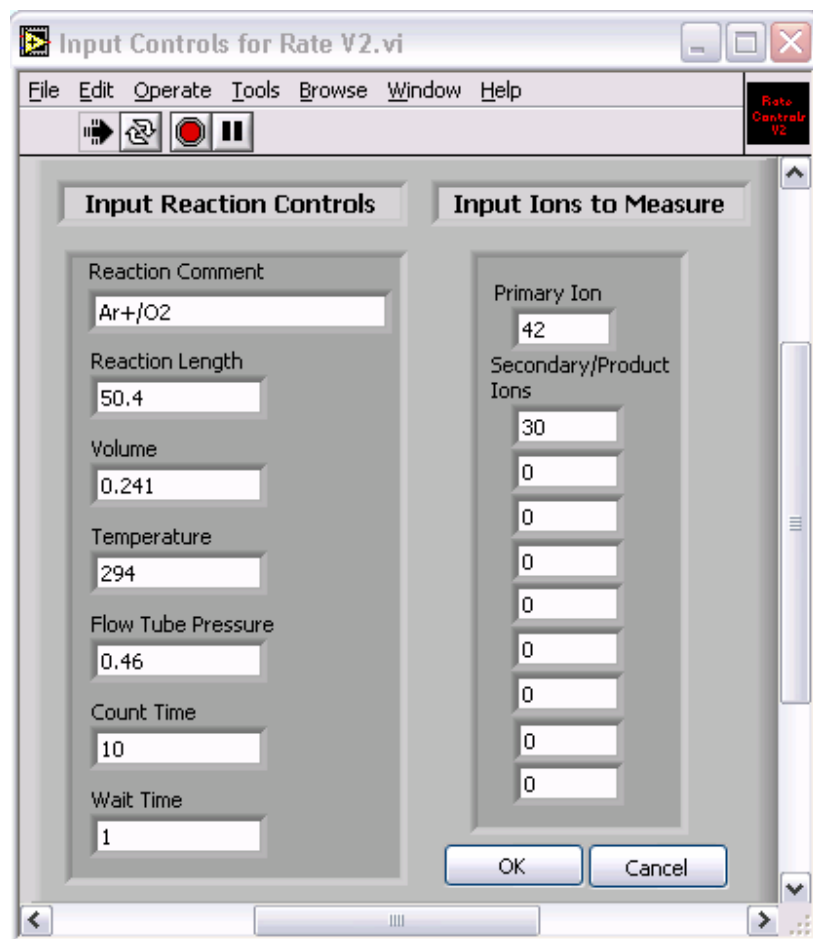 Input Controls for Rate V2.vi
File Edit Operate Tools Browse Window Help
Rate
Controls
V2
Input Reaction Controls
Reaction Comment
Ar+/O2
Reaction Length
50.4
Volume
0.241
Temperature
294
Flow Tube Pressure
0.46
Count Time
10
Wait Time
1
Input Ions to Measure
Primary Ion
42
Secondary/Product
Ions
30
0
0
0
0
0
0
0
0
OK Cancel